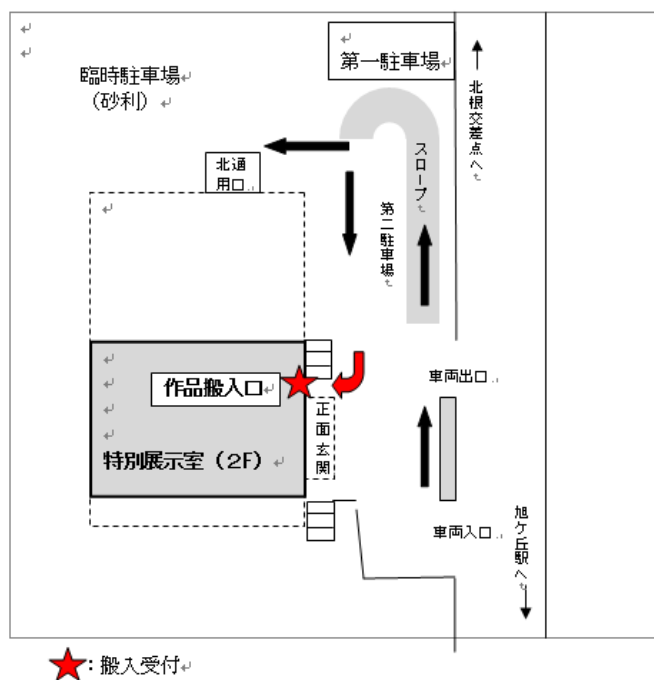 第一駐車場
臨時駐車場
（砂利）
北根交差点へ
スロープ
北通
用口
第二駐車場
作品搬入口
車両出口
正面玄関
特別展示室（２F）
車両入口
旭ケ丘駅へ
★：搬入受付